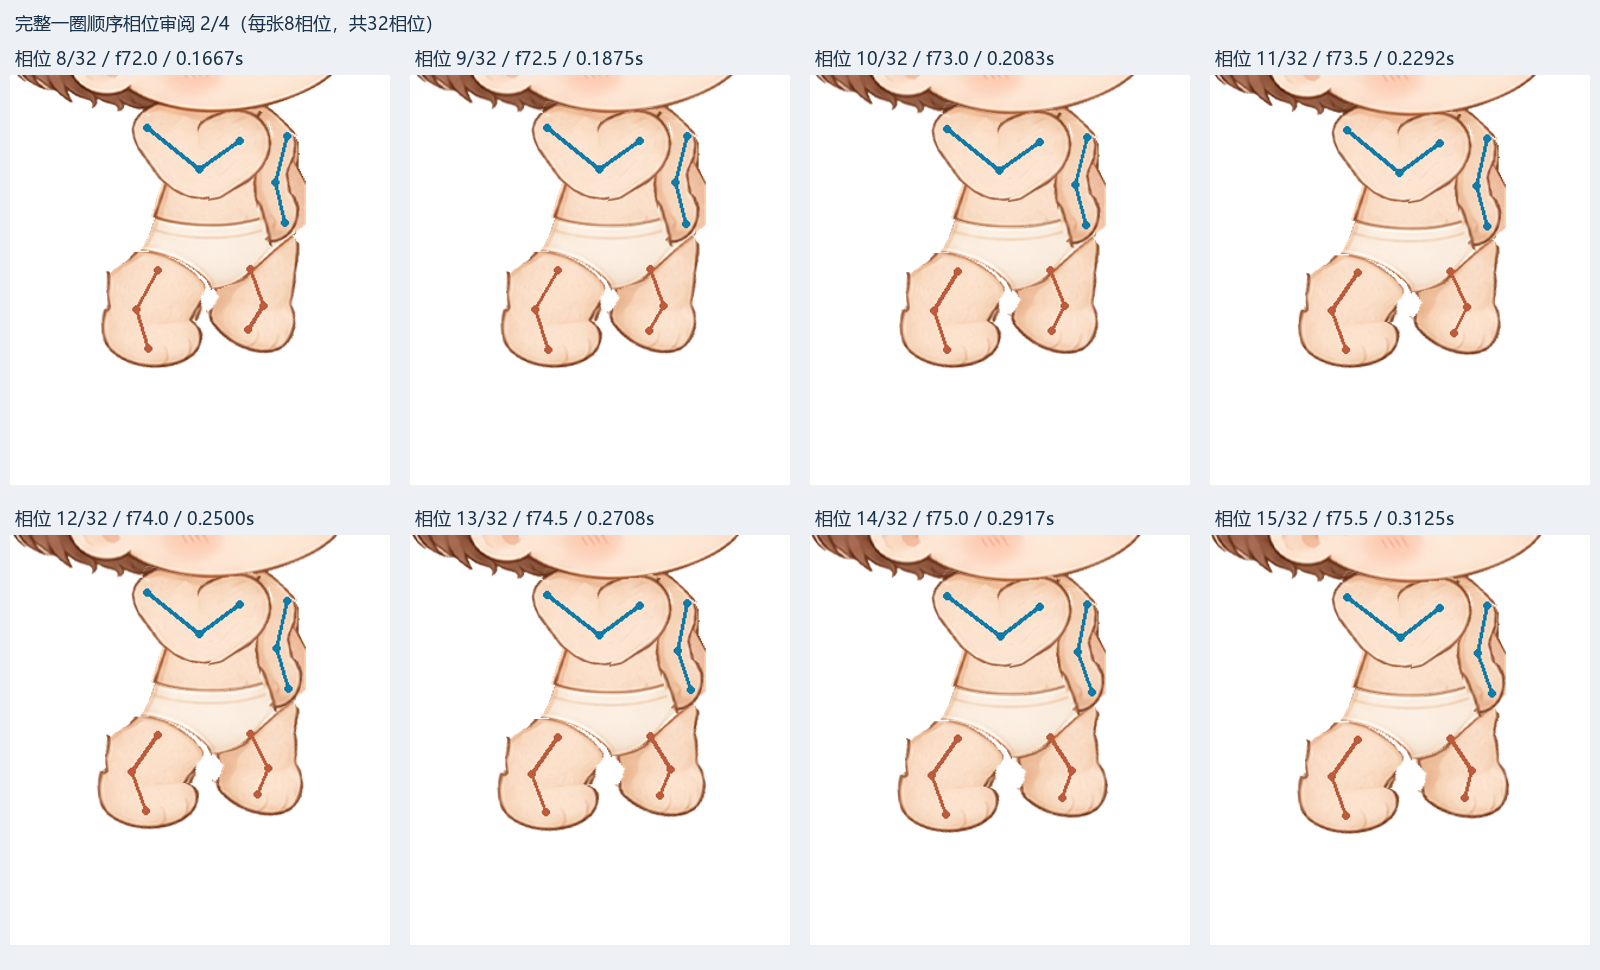 完整一圈顺序相位审阅 2/4（每张8相位，共32相位）
相位 8/32 / f72.0 / 0.1667s
相位 9/32 / f72.5 / 0.1875s
相位 10/32 / f73.0 / 0.2083s
相位 11/32 / f73.5 / 0.2292s
相位 12/32 / f74.0 / 0.2500s
相位 13/32 / f74.5 / 0.2708s
相位 14/32 / f75.0 / 0.2917s
相位 15/32 / f75.5 / 0.3125s